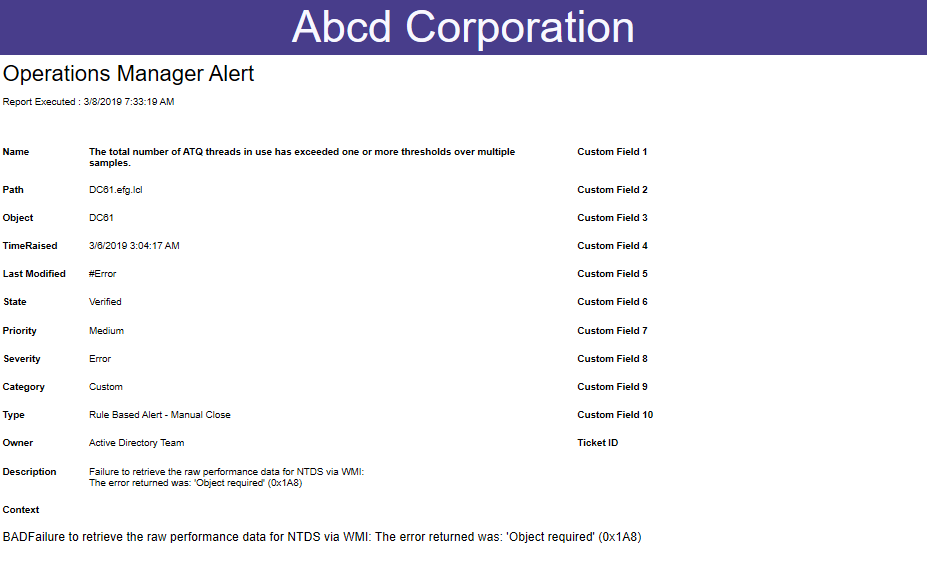 Abcd Corporation
Operations Manager Alert
Report Executed : 3/8/2019 7:33:19 AM
Name The total number of ATQ threads in use has exceeded one or more thresholds over multiple Custom Field 1
samples.
Path DC61.efg.lcl Custom Field 2
Object DC61 Custom Field 3
TimeRaised 3/6/2019 3:04:17 AM Custom Field 4
Last Modified #Error Custom Field 5
State Verified Custom Field 6
Priority Medium Custom Field 7
Severity Error Custom Field 8
Category Custom Custom Field 9
Type Rule Based Alert - Manual Close Custom Field 10
Owner Active Directory Team Ticket ID
Description Failure to retrieve the raw performance data for NTDS via WMI:
The error returned was: 'Object required' (0x1A8)
Context
BADFailure to retrieve the raw performance data for NTDS via WMI: The error returned was: 'Object required' (0x1A8)